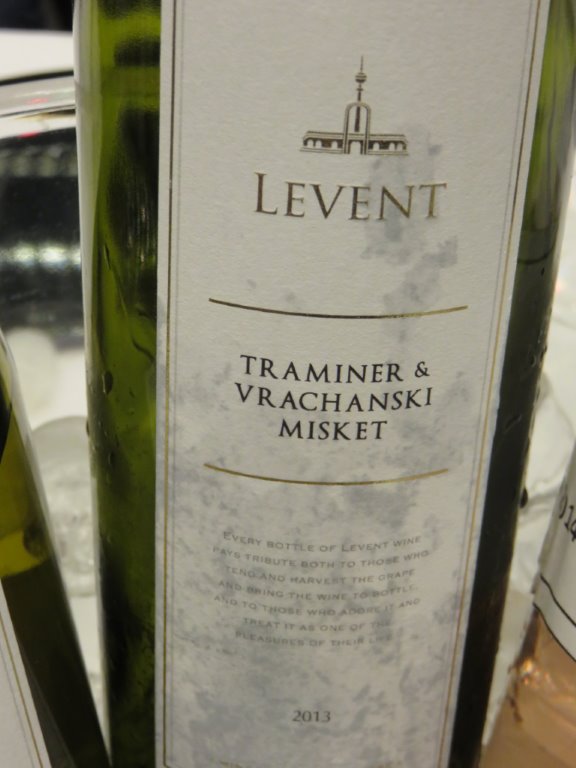 LEVENT
TRAMINER &
VRACHANSKI
MISKET
EVERY BOTTLE OF LEVENT WINE
PAYS TRIBUTE BOTH TO THOSE WHO
TEND AND HARVEST THE GRAPE
AND BRING THE WINE TO BOTTLE,
AND TO THOSE WHO ADORE IT AND
TREAT IT AS ONE OF THE
PLEASURES OF THEIR LIFE
2013